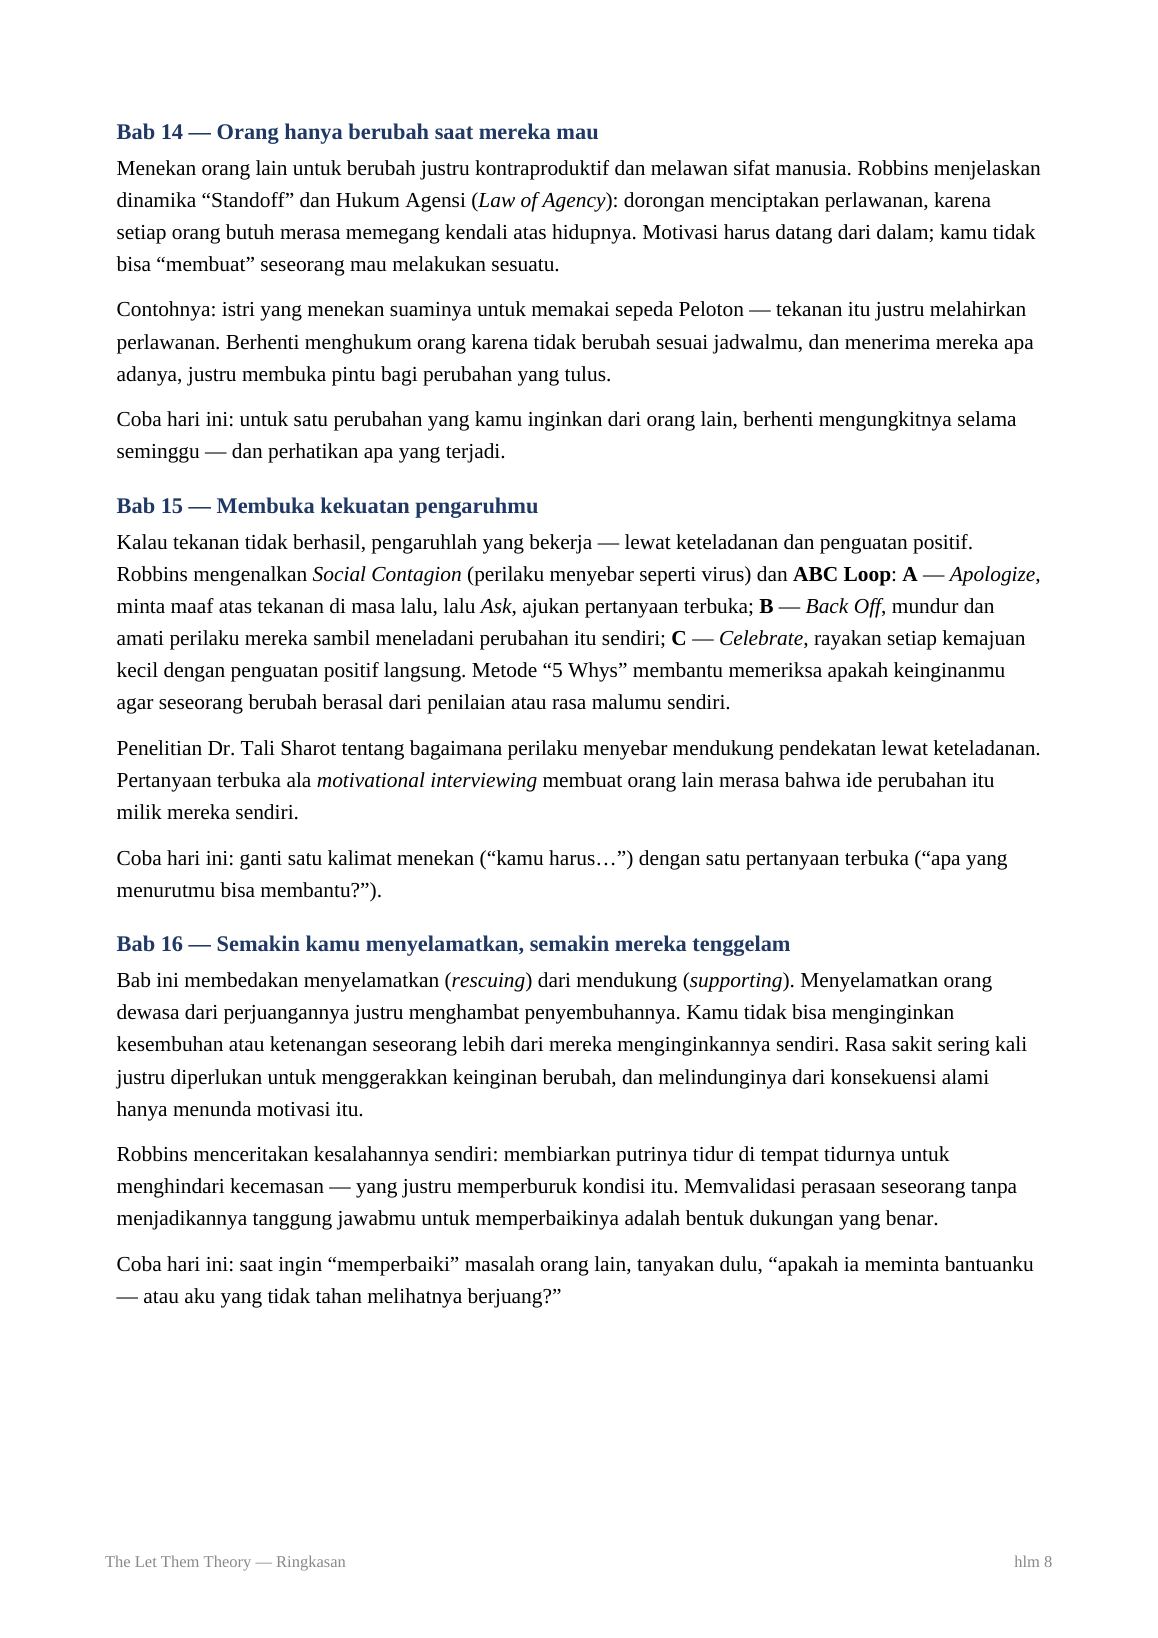 Bab 14 — Orang hanya berubah saat mereka mau
Menekan orang lain untuk berubah justru kontraproduktif dan melawan sifat manusia. Robbins menjelaskan
dinamika “Standoff” dan Hukum Agensi (Law of Agency): dorongan menciptakan perlawanan, karena
setiap orang butuh merasa memegang kendali atas hidupnya. Motivasi harus datang dari dalam; kamu tidak
bisa “membuat” seseorang mau melakukan sesuatu.
Contohnya: istri yang menekan suaminya untuk memakai sepeda Peloton — tekanan itu justru melahirkan
perlawanan. Berhenti menghukum orang karena tidak berubah sesuai jadwalmu, dan menerima mereka apa
adanya, justru membuka pintu bagi perubahan yang tulus.
Coba hari ini: untuk satu perubahan yang kamu inginkan dari orang lain, berhenti mengungkitnya selama
seminggu — dan perhatikan apa yang terjadi.
Bab 15 — Membuka kekuatan pengaruhmu
Kalau tekanan tidak berhasil, pengaruhlah yang bekerja — lewat keteladanan dan penguatan positif.
Robbins mengenalkan Social Contagion (perilaku menyebar seperti virus) dan ABC Loop: A — Apologize,
minta maaf atas tekanan di masa lalu, lalu Ask, ajukan pertanyaan terbuka; B — Back Off, mundur dan
amati perilaku mereka sambil meneladani perubahan itu sendiri; C — Celebrate, rayakan setiap kemajuan
kecil dengan penguatan positif langsung. Metode “5 Whys” membantu memeriksa apakah keinginanmu
agar seseorang berubah berasal dari penilaian atau rasa malumu sendiri.
Penelitian Dr. Tali Sharot tentang bagaimana perilaku menyebar mendukung pendekatan lewat keteladanan.
Pertanyaan terbuka ala motivational interviewing membuat orang lain merasa bahwa ide perubahan itu
milik mereka sendiri.
Coba hari ini: ganti satu kalimat menekan (“kamu harus…”) dengan satu pertanyaan terbuka (“apa yang
menurutmu bisa membantu?”).
Bab 16 — Semakin kamu menyelamatkan, semakin mereka tenggelam
Bab ini membedakan menyelamatkan (rescuing) dari mendukung (supporting). Menyelamatkan orang
dewasa dari perjuangannya justru menghambat penyembuhannya. Kamu tidak bisa menginginkan
kesembuhan atau ketenangan seseorang lebih dari mereka menginginkannya sendiri. Rasa sakit sering kali
justru diperlukan untuk menggerakkan keinginan berubah, dan melindunginya dari konsekuensi alami
hanya menunda motivasi itu.
Robbins menceritakan kesalahannya sendiri: membiarkan putrinya tidur di tempat tidurnya untuk
menghindari kecemasan — yang justru memperburuk kondisi itu. Memvalidasi perasaan seseorang tanpa
menjadikannya tanggung jawabmu untuk memperbaikinya adalah bentuk dukungan yang benar.
Coba hari ini: saat ingin “memperbaiki” masalah orang lain, tanyakan dulu, “apakah ia meminta bantuanku
— atau aku yang tidak tahan melihatnya berjuang?”
The Let Them Theory — Ringkasan
hlm 8